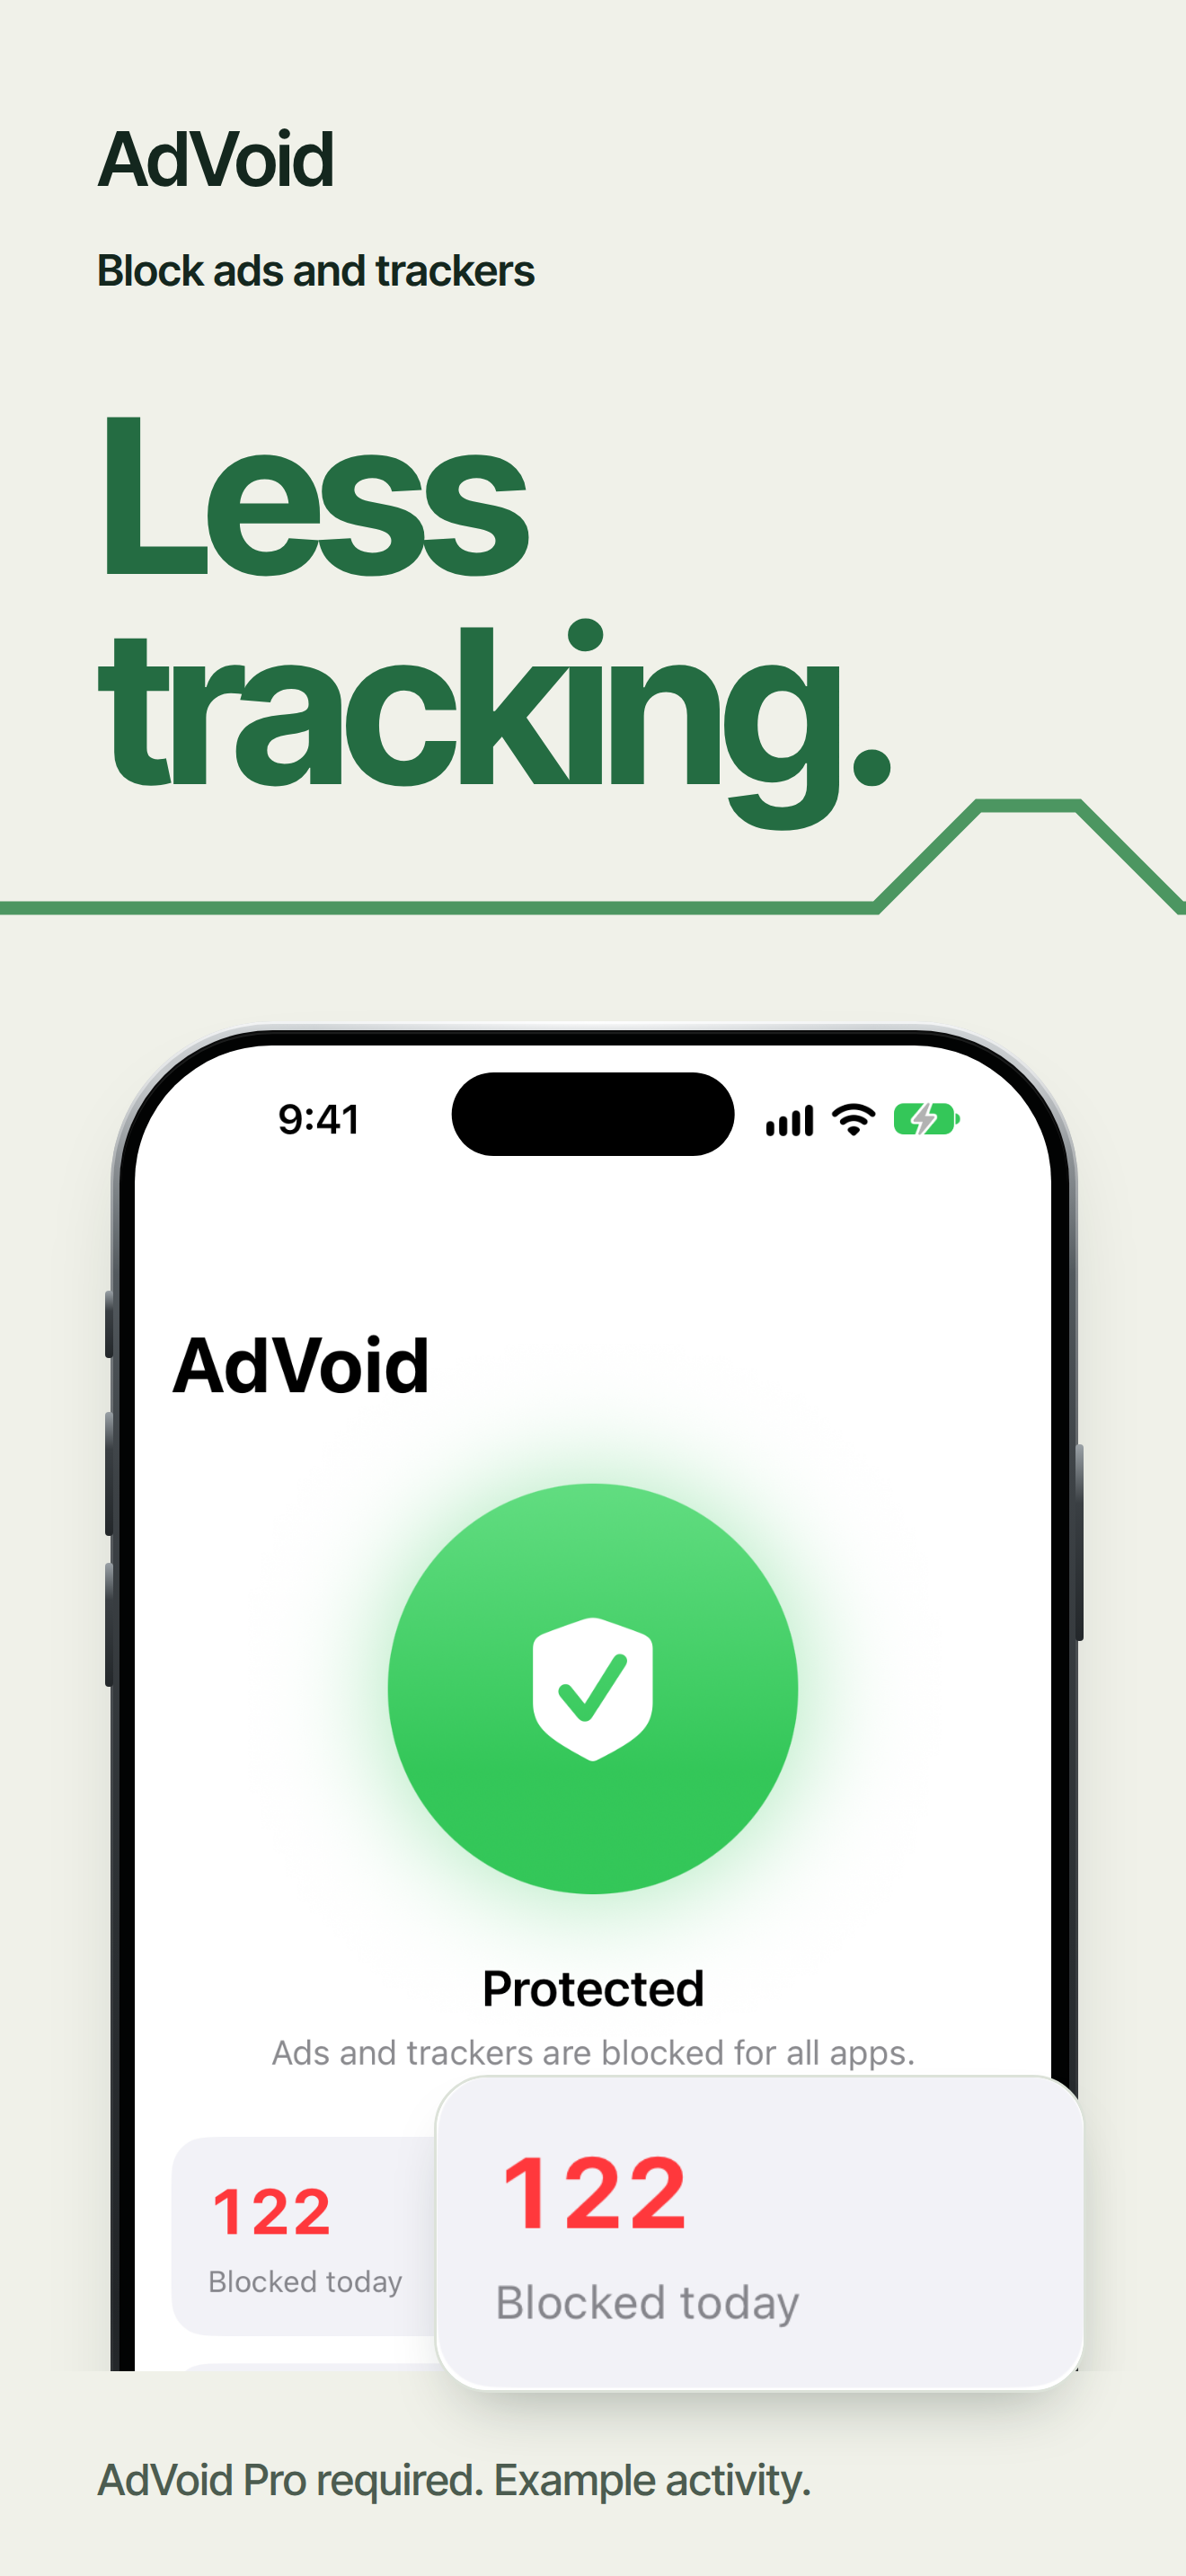 AdVoid
Block ads and trackers
Less
tracking.
9:41
AdVoid
Protected
Ads and trackers are blocked for all apps.
122
Blocked today
122
Blocked today
AdVoid Pro required. Example activity.